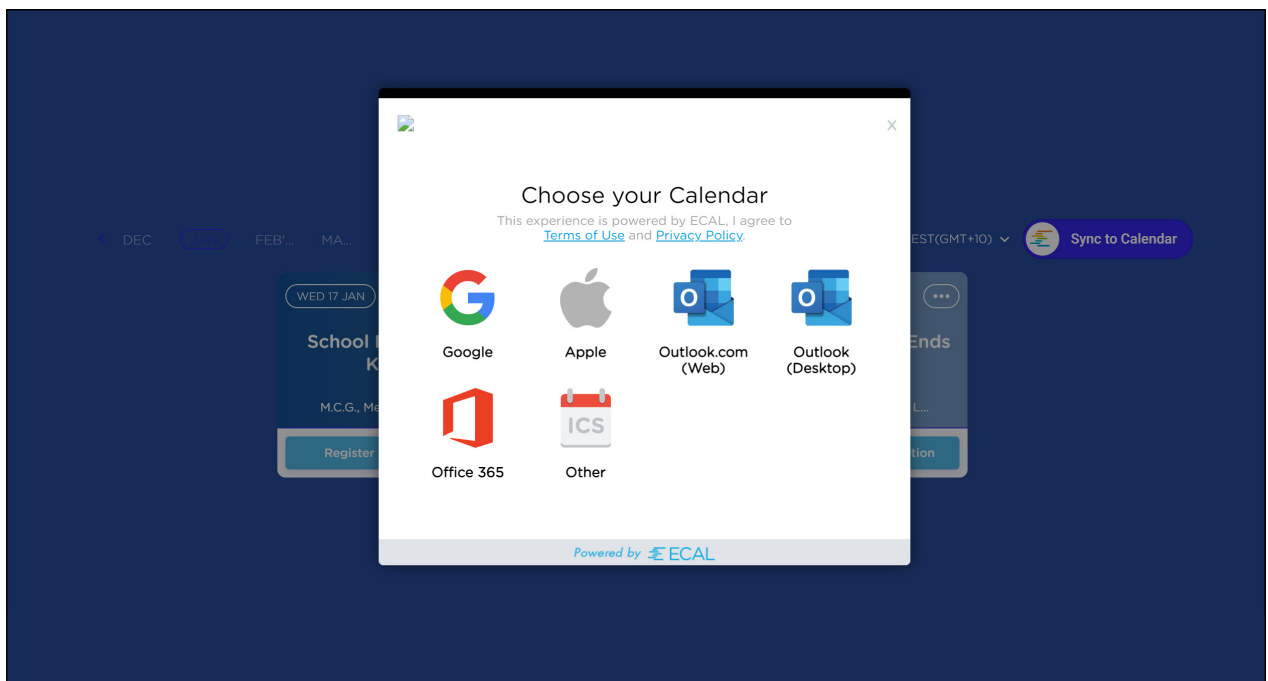 X
Choose your Calendar
This experience is powered by ECAL, I agree to
Terms of Use and Privacy Policy.
DEC
FEB'...
MA...
EST(GMT+10)
Sync to Calendar
WED 17 JAN
School
Ends
K
M.C.G., Me
L...
Register
tion
Google
Apple
Outlook.com
(Web)
Outlook
(Desktop)
Office 365
ICS
Other
Powered by ECAL